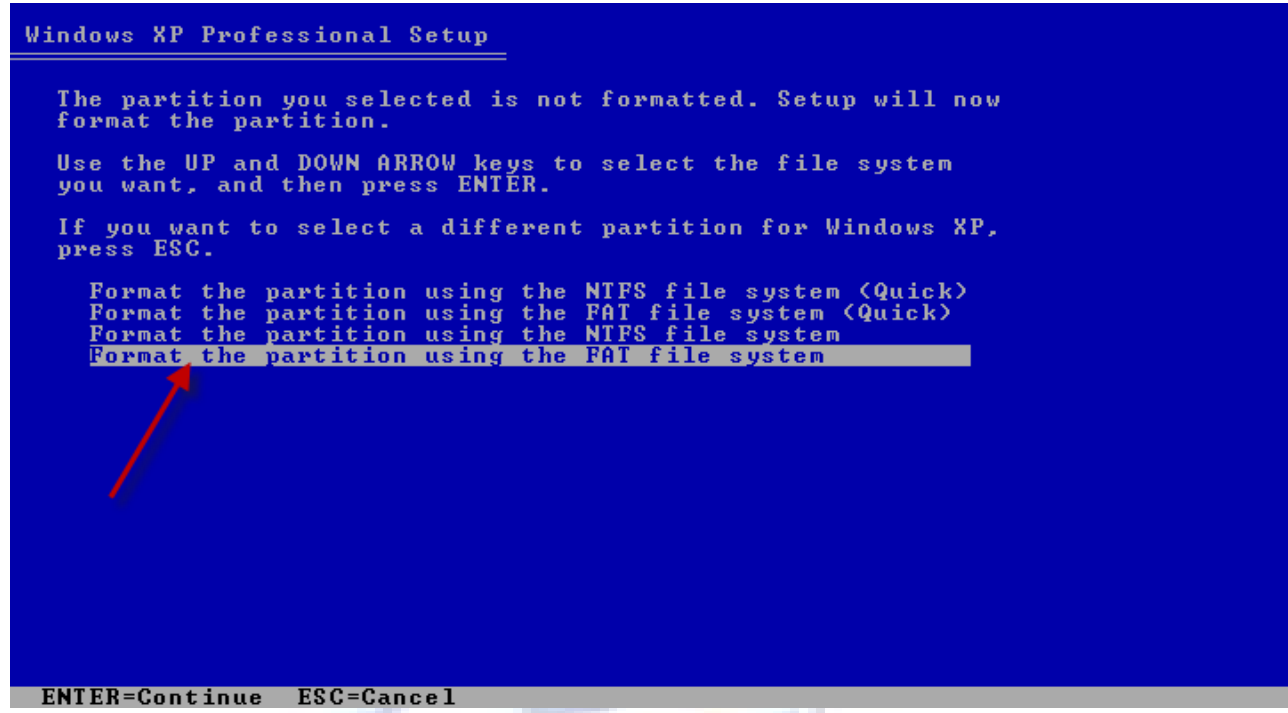 Windows XP Professional Setup
The partition you selected is not formatted. Setup will now
format the partition.
Use the UP and DOWN ARROW keys to select the file system
you want, and then press ENTER.
If you want to select a different partition for Windows XP,
press ESC.
Format the partition using the NTFS file system (Quick)
Format the partition using the FAT file system (Quick)
Format the partition using the NTFS file system
Format the partition using the FAT file system
ENTER=Continue ESC=Cancel